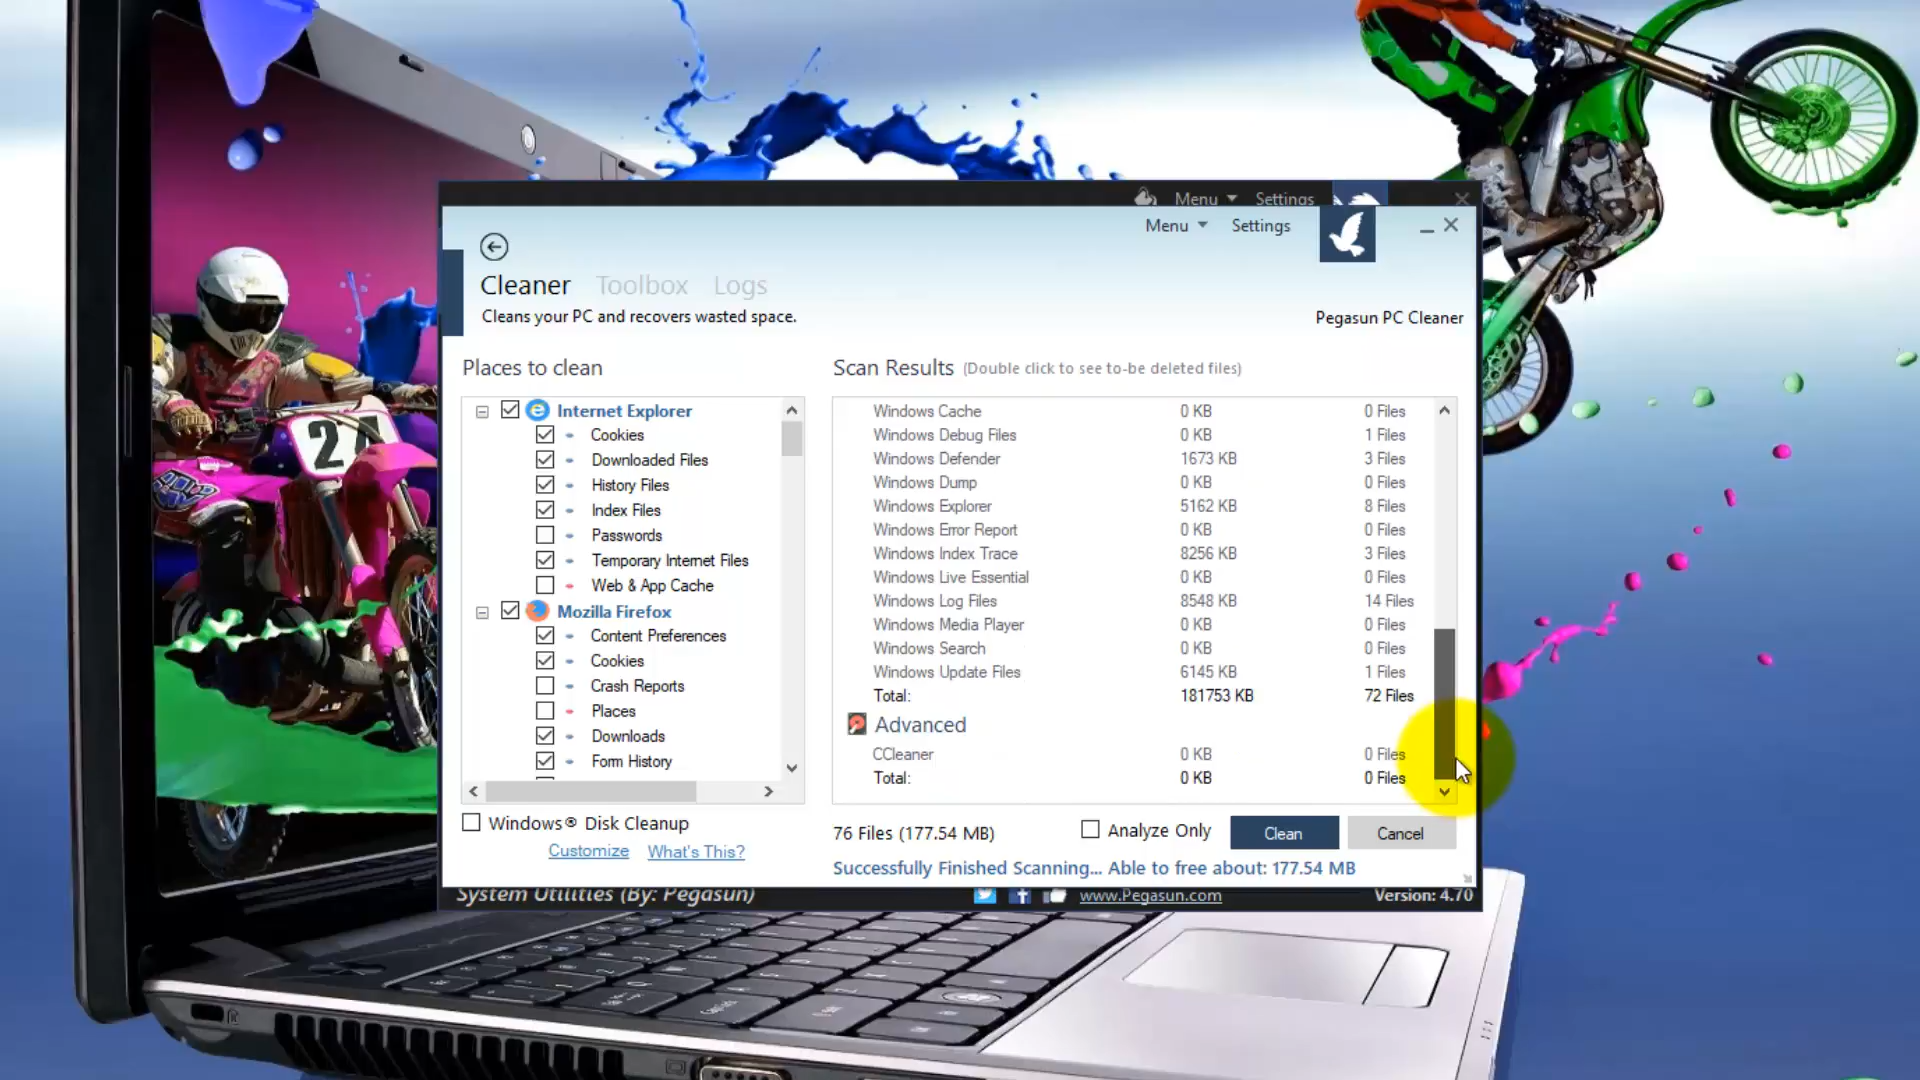 Menu Settings
Menu Settings
Cleaner Toolbox Logs
Cleans your PC and recovers wasted space.
Pegasun PC Cleaner
Places to clean
Internet Explorer
Cookies
Downloaded Files
History Files
Index Files
Passwords
Temporary Internet Files
Web & App Cache
Mozilla Firefox
Content Preferences
Cookies
Crash Reports
Places
Downloads
Form History
Windows® Disk Cleanup
Customize What's This?
Scan Results (Double click to see to-be deleted files)
Windows Cache 0 KB 0 Files
Windows Debug Files 0 KB 1 Files
Windows Defender 1673 KB 3 Files
Windows Dump 0 KB 0 Files
Windows Explorer 5162 KB 8 Files
Windows Error Report 0 KB 0 Files
Windows Index Trace 8256 KB 3 Files
Windows Live Essential 0 KB 0 Files
Windows Log Files 8548 KB 14 Files
Windows Media Player 0 KB 0 Files
Windows Search 0 KB 0 Files
Windows Update Files 6145 KB 1 Files
Total: 181753 KB 72 Files
Advanced
CCleaner 0 KB 0 Files
Total: 0 KB 0 Files
76 Files (177.54 MB) Analyze Only Clean Cancel
Successfully Finished Scanning... Able to free about: 177.54 MB
System Utilities (By: Pegasun) www.Pegasun.com Version: 4.70